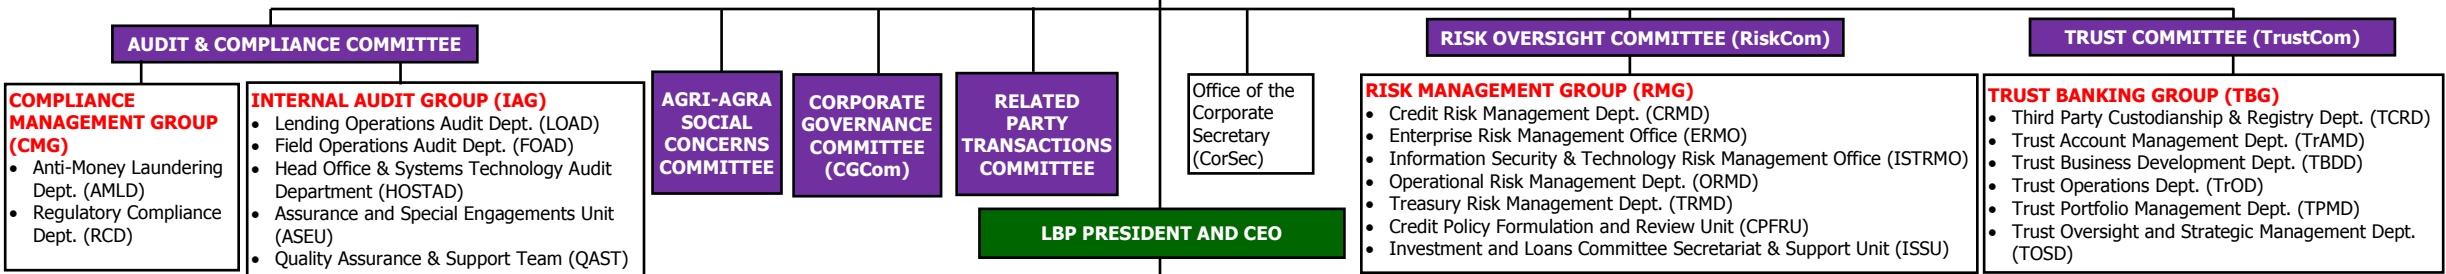 AUDIT & COMPLIANCE COMMITTEE
COMPLIANCE
MANAGEMENT GROUP
(CMG)
• Anti-Money Laundering
Dept. (AMLD)
• Regulatory Compliance
Dept. (RCD)
INTERNAL AUDIT GROUP (IAG)
• Lending Operations Audit Dept. (LOAD)
• Field Operations Audit Dept. (FOAD)
• Head Office & Systems Technology Audit
Department (HOSTAD)
• Assurance and Special Engagements Unit
(ASEU)
• Quality Assurance & Support Team (QAST)
AGRI-AGRA
SOCIAL
CONCERNS
COMMITTEE
CORPORATE
GOVERNANCE
COMMITTEE
(CGCom)
RELATED
PARTY
TRANSACTIONS
COMMITTEE
Office of the
Corporate
Secretary
(CorSec)
LBP PRESIDENT AND CEO
RISK OVERSIGHT COMMITTEE (RiskCom)
RISK MANAGEMENT GROUP (RMG)
• Credit Risk Management Dept. (CRMD)
• Enterprise Risk Management Office (ERMO)
• Information Security & Technology Risk Management Office (ISTRMO)
• Operational Risk Management Dept. (ORMD)
• Treasury Risk Management Dept. (TRMD)
• Credit Policy Formulation and Review Unit (CPFRU)
• Investment and Loans Committee Secretariat & Support Unit (ISSU)
TRUST COMMITTEE (TrustCom)
TRUST BANKING GROUP (TBG)
• Third Party Custodianship & Registry Dept. (TCRD)
• Trust Account Management Dept. (TrAMD)
• Trust Business Development Dept. (TBDD)
• Trust Operations Dept. (TrOD)
• Trust Portfolio Management Dept. (TPMD)
• Trust Oversight and Strategic Management Dept.
(TOSD)